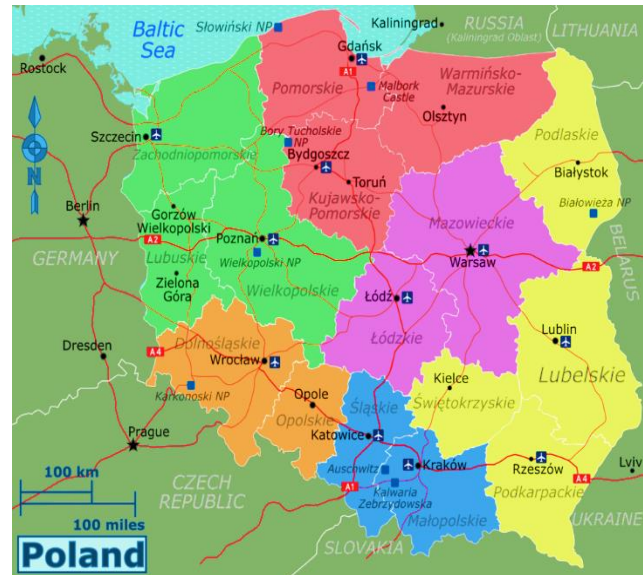 Baltic
Sea
Słowiński NP
Kaliningrad
RUSSIA
(Kaliningrad Oblast)
LITHUANIA
Rostock
Gdańsk
A1
Pomorskie
Malbork
Castle
Warmińsko-
Mazurskie
Olsztyn
Podlaskie
Szczecin
Zachodniopomorskie
Bory Tucholskie
NP
Bydgoszcz
Toruń
Kujawsko-
Pomorskie
Białystok
Białowieża NP
N
Berlin
Gorzów
Wielkopolski
Poznań
Mazowieckie
BELARUS
GERMANY
A2
Lubuskie
Wielkopolski NP
Warsaw
A2
Zielona
Góra
Wielkopolskie
Łódź
Łódzkie
Dresden
A4
Dolnośląskie
Wrocław
Lublin
Lubelskie
Karkonoski NP
Opole
Opolskie
Śląskie
Kielce
Świętokrzyskie
Prague
Katowice
Kraków
Rzeszów
Lviv
100 km
CZECH
REPUBLIC
Auschwitz
A1
Kalwaria
Zebrzydowska
Małopolskie
A4
Podkarpackie
100 miles
UKRAINE
SLOVAKIA
Poland